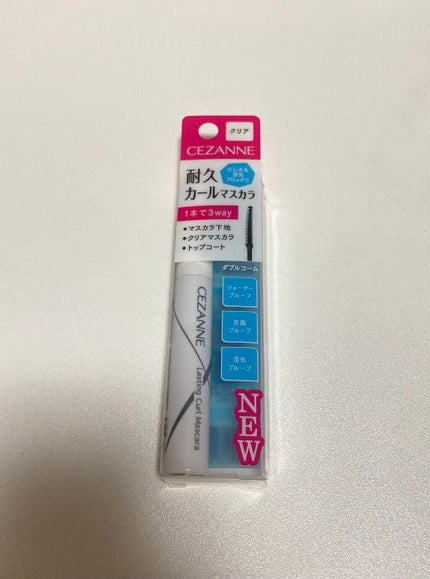 クリア
CEZANNE
にじみ&
湿気
ブロック!!
耐久
カールマスカラ
1本で3way
●マスカラ下地
●クリアマスカラ
●トップコート
ダブルコーム
ウォーター
プルーフ
皮脂
プルーフ
湿気
プルーフ
CEZANNE
Lasting Curl Mascara
NEW